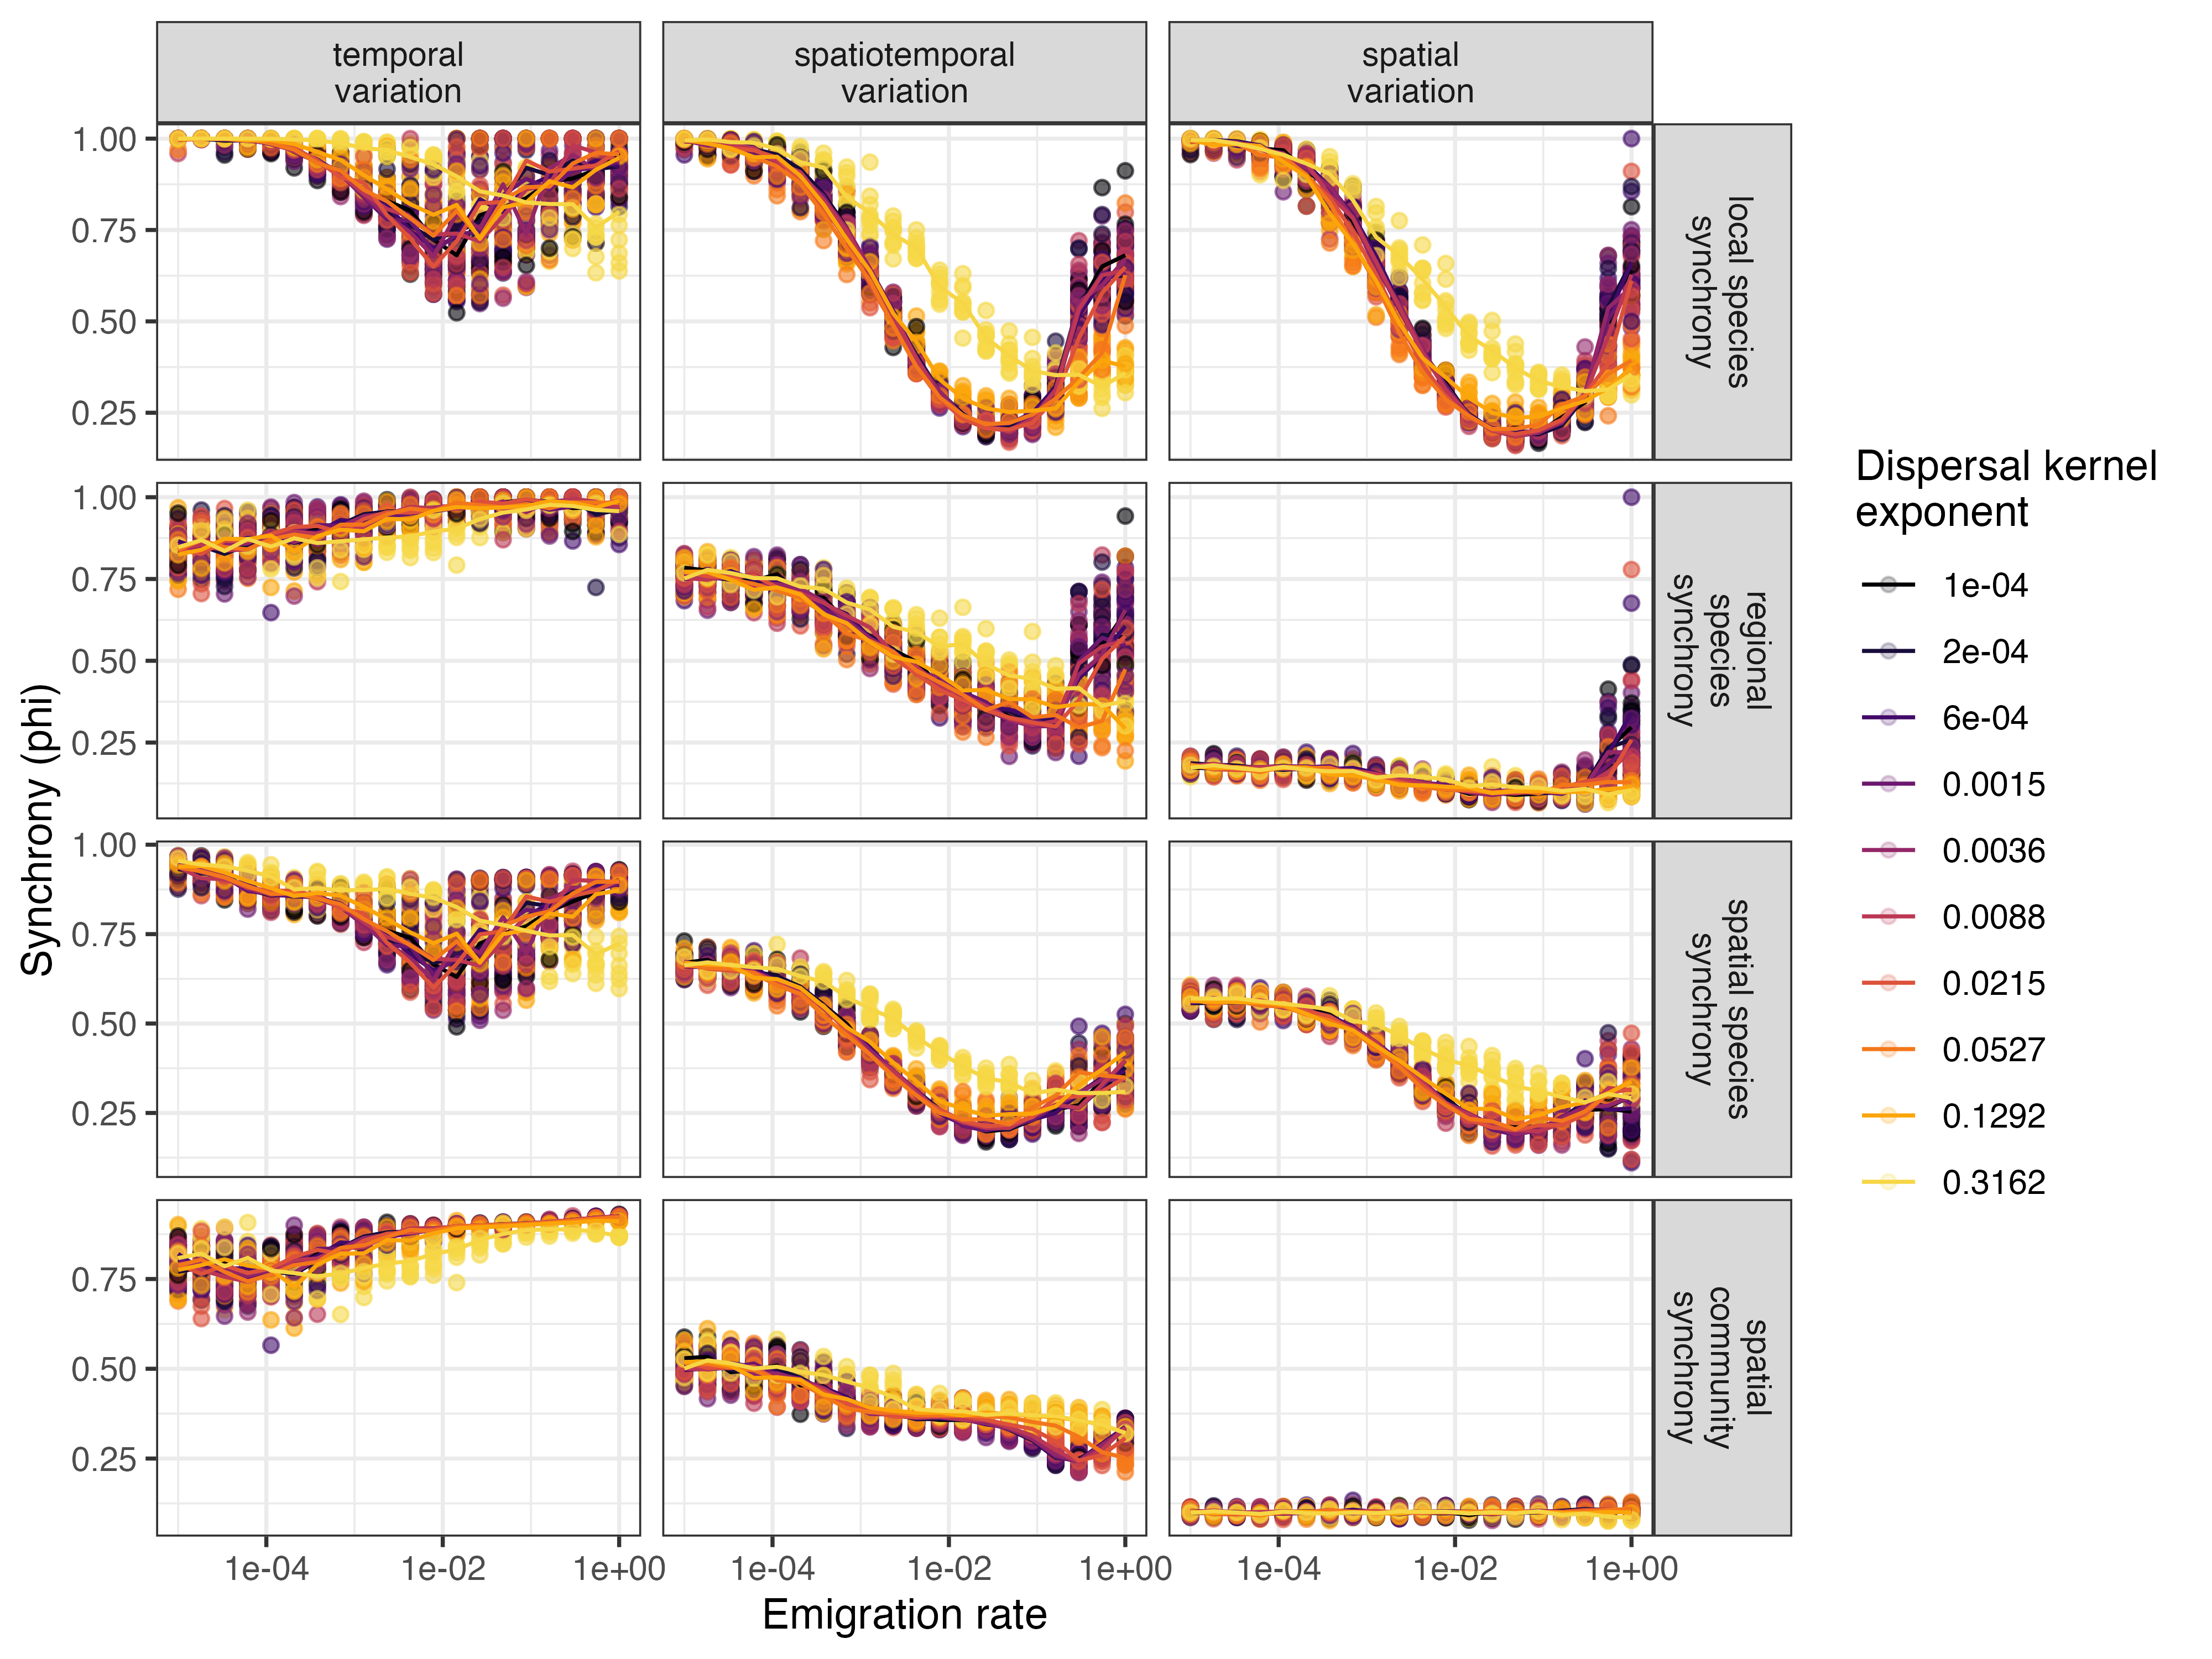 temporal
variation
spatiotemporal
variation
spatial
variation
1.00
0.75
0.50
0.25
local species
synchrony
1.00
0.75
0.50
0.25
regional
species
synchrony
1.00
0.75
0.50
0.25
spatial species
synchrony
0.75
0.50
0.25
spatial
community
synchrony
1e-04
1e-02
1e+00
1e-04
1e-02
1e+00
1e-04
1e-02
1e+00
Emigration rate
Synchrony (phi)
Dispersal kernel
exponent
1e-04
2e-04
6e-04
0.0015
0.0036
0.0088
0.0215
0.0527
0.1292
0.3162